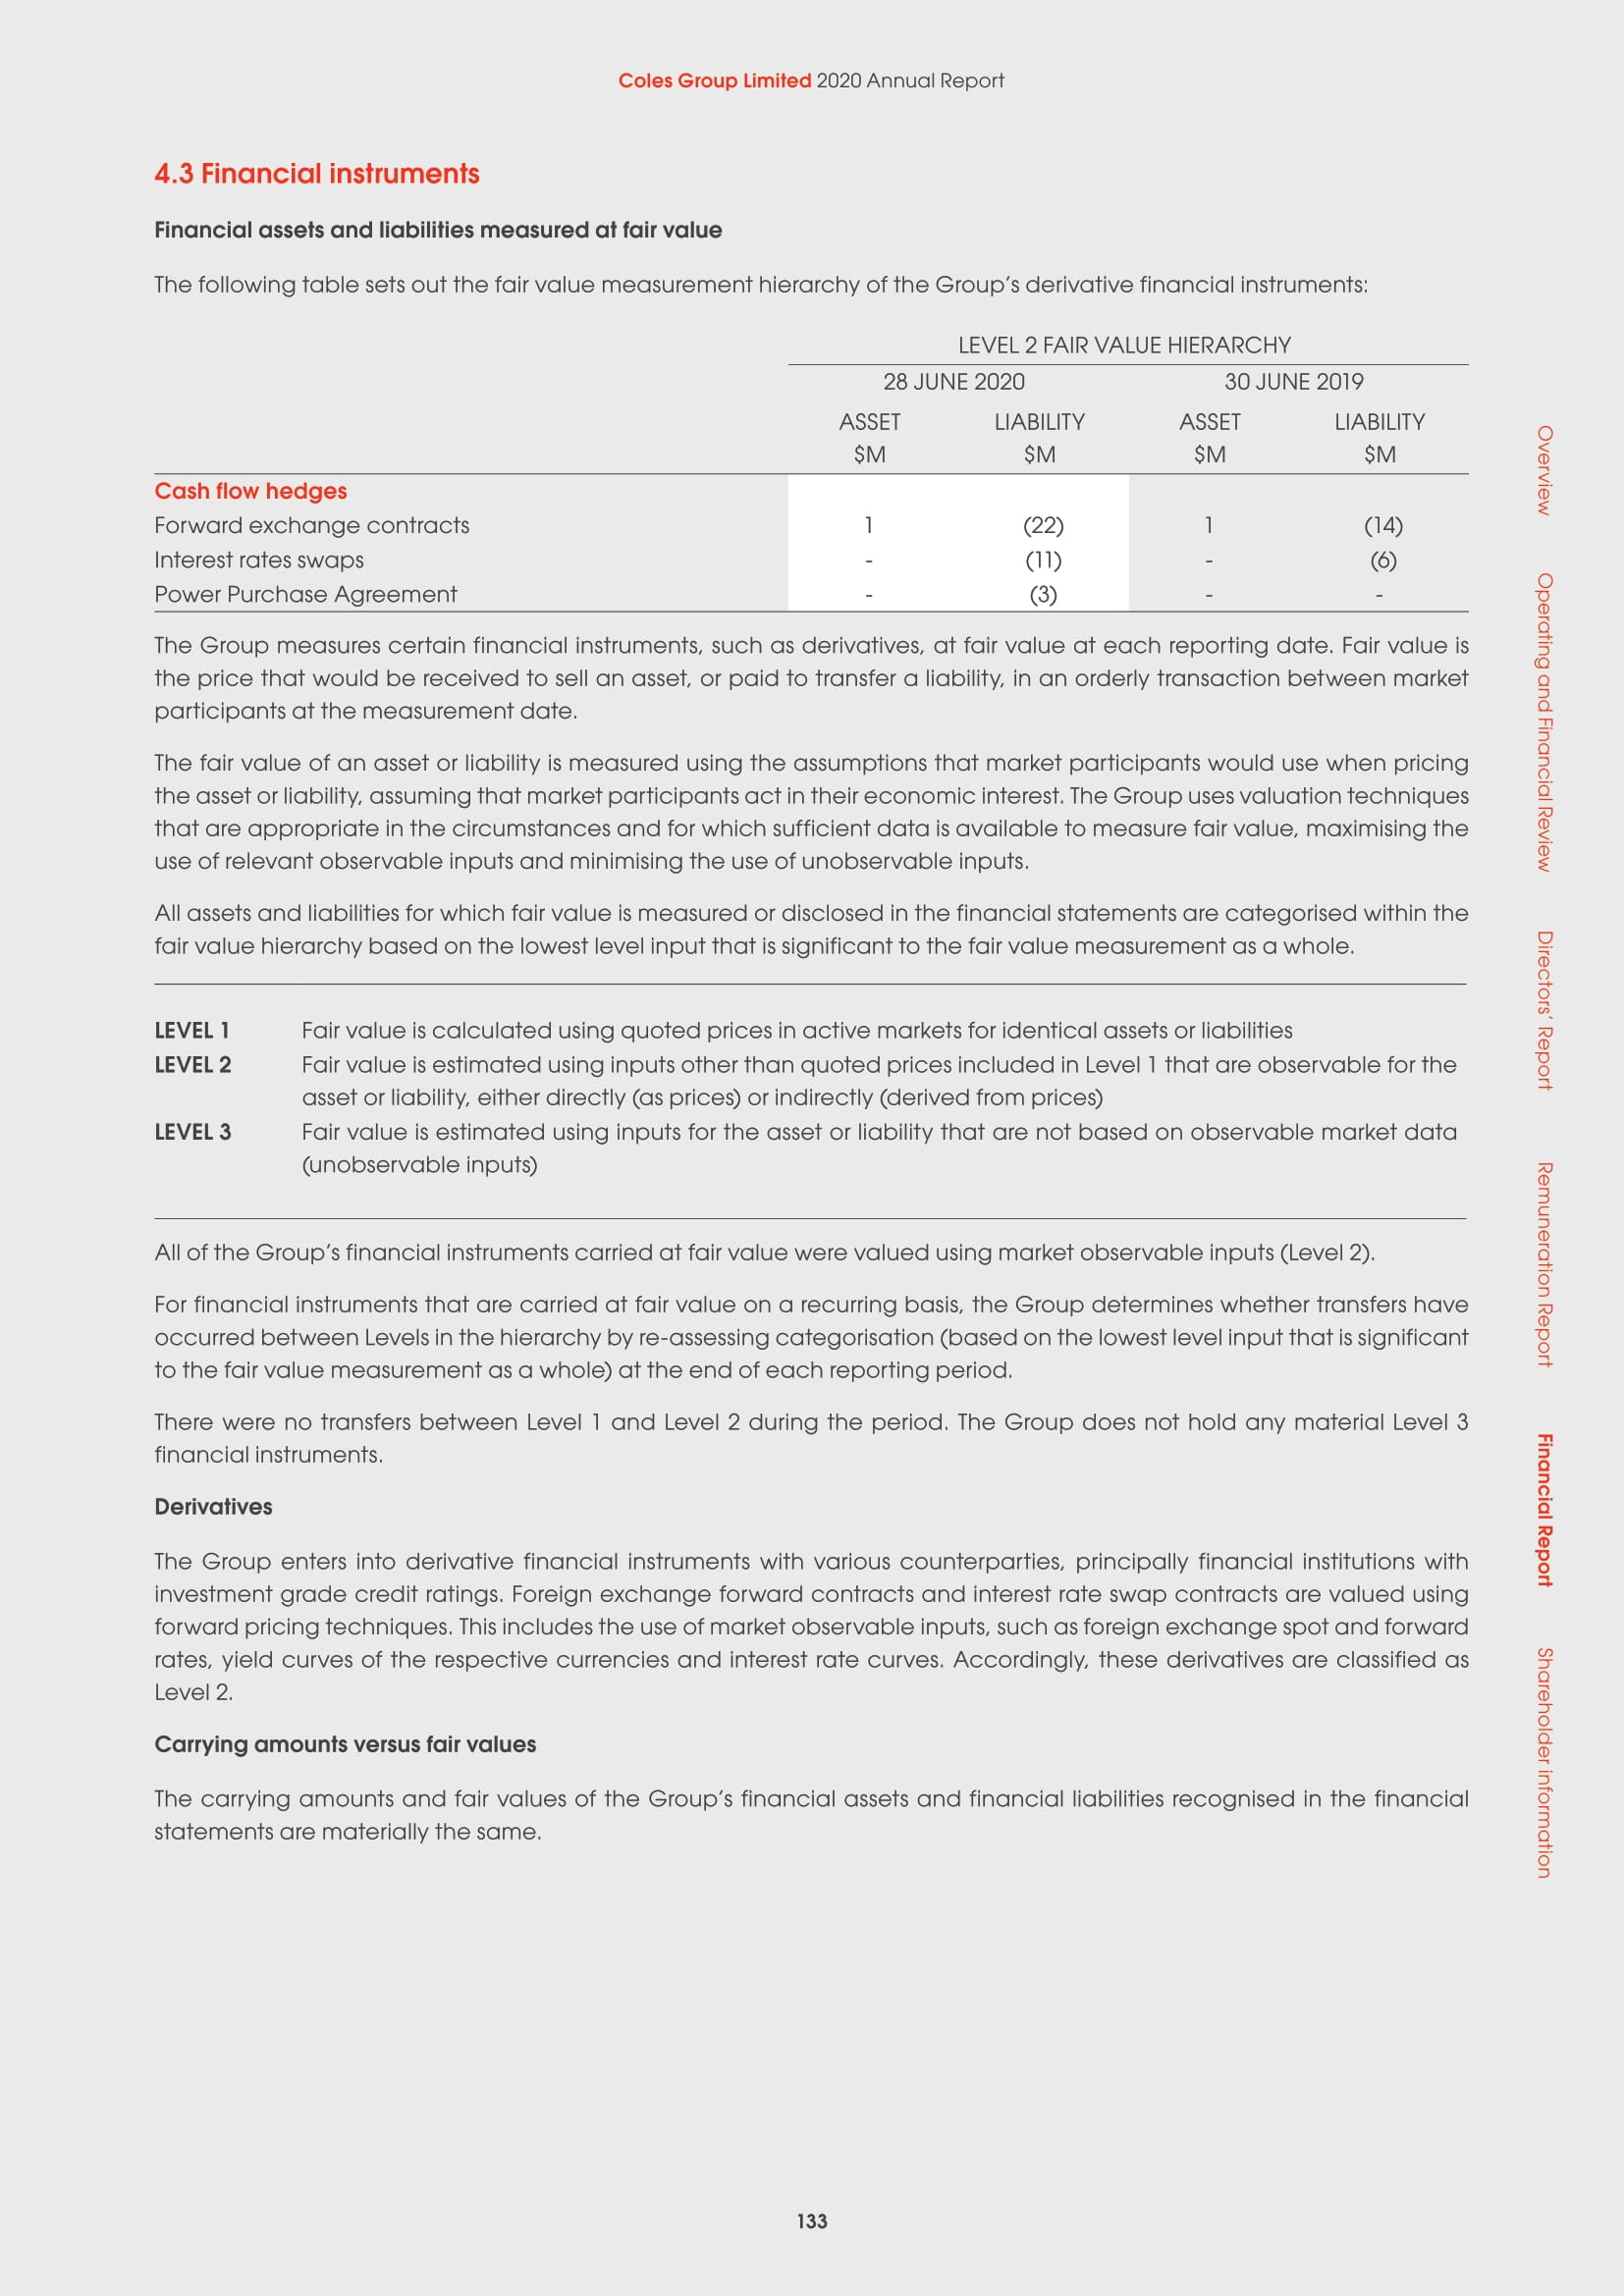 Coles Group Limited 2020 Annual Report
4.3 Financial instruments
Financial assets and liabilities measured at fair value
The following table sets out the fair value measurement hierarchy of the Group's derivative financial instruments:
LEVEL 2 FAIR VALUE HIERARCHY
28 JUNE 2020 30 JUNE 2019
ASSET LIABILITY ASSET LIABILITY
$M $M $M $M
Cash flow hedges
Forward exchange contracts 1 (22) 1 (14)
Interest rates swaps - (11) - (6)
Power Purchase Agreement - (3) - -
The Group measures certain financial instruments, such as derivatives, at fair value at each reporting date. Fair value is
the price that would be received to sell an asset, or paid to transfer a liability, in an orderly transaction between market
participants at the measurement date.
The fair value of an asset or liability is measured using the assumptions that market participants would use when pricing
the asset or liability, assuming that market participants act in their economic interest. The Group uses valuation techniques
that are appropriate in the circumstances and for which sufficient data is available to measure fair value, maximising the
use of relevant observable inputs and minimising the use of unobservable inputs.
All assets and liabilities for which fair value is measured or disclosed in the financial statements are categorised within the
fair value hierarchy based on the lowest level input that is significant to the fair value measurement as a whole.
LEVEL 1 Fair value is calculated using quoted prices in active markets for identical assets or liabilities
LEVEL 2 Fair value is estimated using inputs other than quoted prices included in Level 1 that are observable for the
asset or liability, either directly (as prices) or indirectly (derived from prices)
LEVEL 3 Fair value is estimated using inputs for the asset or liability that are not based on observable market data
(unobservable inputs)
All of the Group's financial instruments carried at fair value were valued using market observable inputs (Level 2).
For financial instruments that are carried at fair value on a recurring basis, the Group determines whether transfers have
occurred between Levels in the hierarchy by re-assessing categorisation (based on the lowest level input that is significant
to the fair value measurement as a whole) at the end of each reporting period.
There were no transfers between Level 1 and Level 2 during the period. The Group does not hold any material Level 3
financial instruments.
Derivatives
The Group enters into derivative financial instruments with various counterparties, principally financial institutions with
investment grade credit ratings. Foreign exchange forward contracts and interest rate swap contracts are valued using
forward pricing techniques. This includes the use of market observable inputs, such as foreign exchange spot and forward
rates, yield curves of the respective currencies and interest rate curves. Accordingly, these derivatives are classified as
Level 2.
Carrying amounts versus fair values
The carrying amounts and fair values of the Group's financial assets and financial liabilities recognised in the financial
statements are materially the same.
Overview
Operating and Financial Review
Directors' Report
Remuneration Report
Financial Report
Shareholder information
133